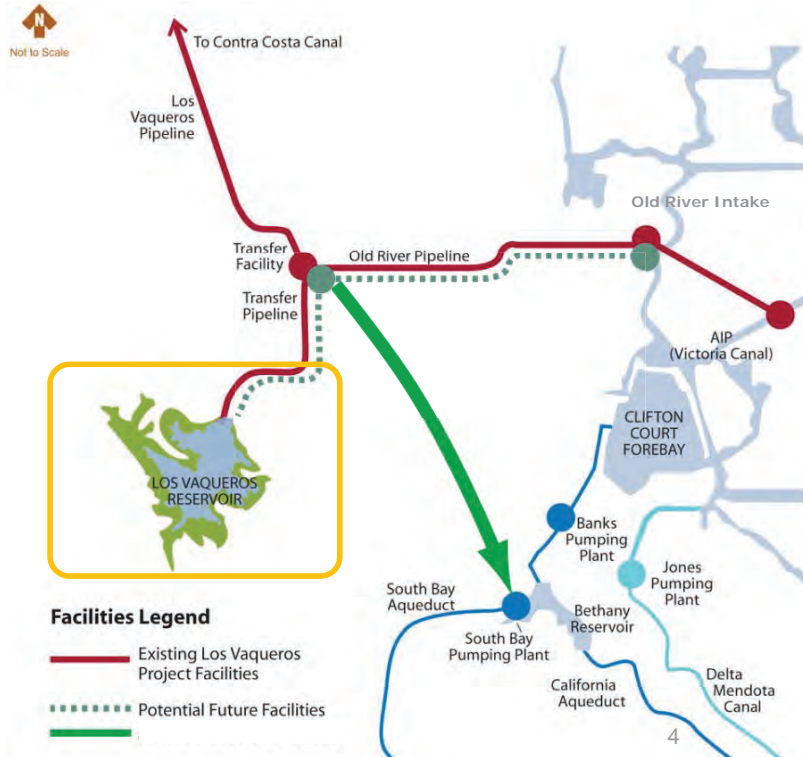 N
Not to Scale
To Contra Costa Canal
Los
Vaqueros
Pipeline
Old River Intake
Transfer
Facility
Old River Pipeline
Transfer
Pipeline
AIP
(Victoria Canal)
CLIFTON
COURT
FOREBAY
LOS VAQUEROS
RESERVOIR
Banks
Pumping
Plant
Jones
Pumping
Plant
South Bay
Aqueduct
Bethany
Reservoir
South Bay
Pumping Plant
California
Aqueduct
Delta
Mendota
Canal
Facilities Legend
Existing Los Vaqueros
Project Facilities
Potential Future Facilities
4